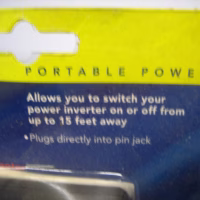 PORTABLE POWE
Allows you to switch your
power inverter on or off from
up to 15 feet away
•Plugs directly into pin jack